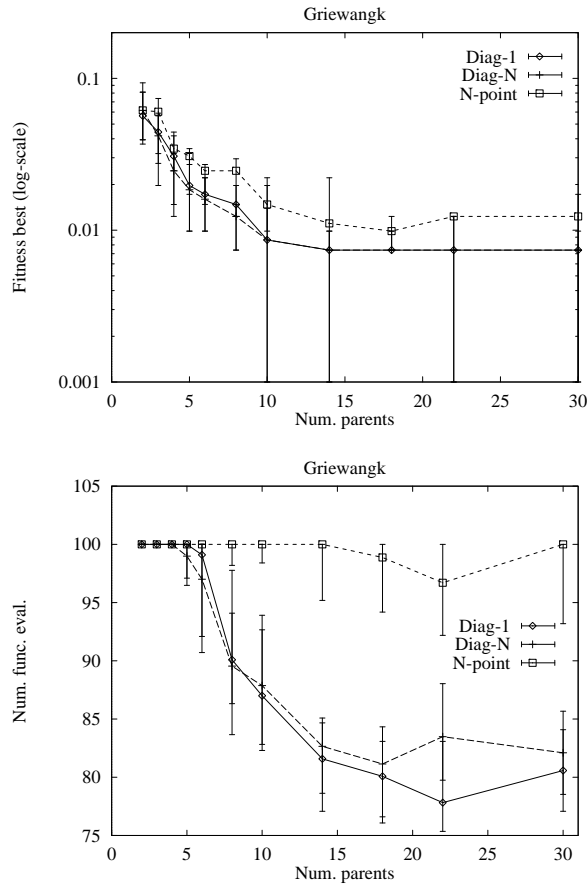 Griewangk
Diag-1
Diag-N
N-point
0.1
0.01
0.001
Fitness best (log-scale)
0 5 10 15 20 25 30
Num. parents
Griewangk
105
100
95
90
85
80
75
Num. func. eval.
Diag-1
Diag-N
N-point
0 5 10 15 20 25 30
Num. parents